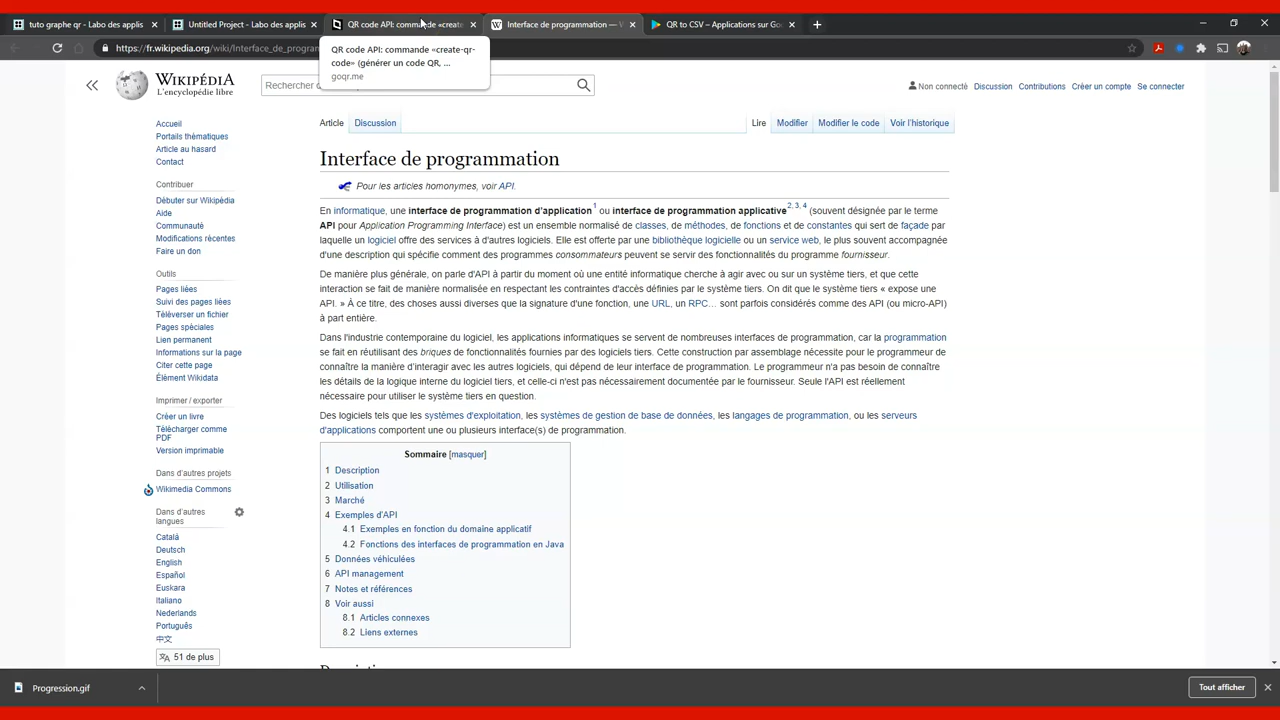 tuto graphe qr - Labo des applis
Untitled Project - Labo des applis
QR code API: commande «create
Interface de programmation — W
QR to CSV – Applications sur Goo
https://fr.wikipedia.org/wiki/Interface_de_program
QR code API: commande «create-qr-
code» (générer un code QR, ...
goqr.me
WIKIPÉDIA
L'encyclopédie libre
Rechercher
Non connecté Discussion Contributions Créer un compte Se connecter
Accueil
Portails thématiques
Article au hasard
Contact
Contribuer
Débuter sur Wikipédia
Aide
Communauté
Modifications récentes
Faire un don
Outils
Pages liées
Suivi des pages liées
Téléverser un fichier
Pages spéciales
Lien permanent
Informations sur la page
Citer cette page
Élément Wikidata
Imprimer / exporter
Créer un livre
Télécharger comme
PDF
Version imprimable
Dans d'autres projets
Wikimedia Commons
Dans d'autres
langues
Català
Deutsch
English
Español
Euskara
Italiano
Nederlands
Português
中文
51 de plus
Article Discussion Lire Modifier Modifier le code Voir l'historique
Interface de programmation
Pour les articles homonymes, voir API.
En informatique, une interface de programmation d'application 1 ou interface de programmation applicative 2, 3, 4 (souvent désignée par le terme
API pour Application Programming Interface) est un ensemble normalisé de classes, de méthodes, de fonctions et de constantes qui sert de façade par
laquelle un logiciel offre des services à d'autres logiciels. Elle est offerte par une bibliothèque logicielle ou un service web, le plus souvent accompagnée
d'une description qui spécifie comment des programmes consommateurs peuvent se servir des fonctionnalités du programme fournisseur.
De manière plus générale, on parle d'API à partir du moment où une entité informatique cherche à agir avec ou sur un système tiers, et que cette
interaction se fait de manière normalisée en respectant les contraintes d'accès définies par le système tiers. On dit que le système tiers « expose une
API. » À ce titre, des choses aussi diverses que la signature d'une fonction, une URL, un RPC… sont parfois considérés comme des API (ou micro-API)
à part entière.
Dans l'industrie contemporaine du logiciel, les applications informatiques se servent de nombreuses interfaces de programmation, car la programmation
se fait en réutilisant des briques de fonctionnalités fournies par des logiciels tiers. Cette construction par assemblage nécessite pour le programmeur de
connaître la manière d'interagir avec les autres logiciels, qui dépend de leur interface de programmation. Le programmeur n'a pas besoin de connaître
les détails de la logique interne du logiciel tiers, et celle-ci n'est pas nécessairement documentée par le fournisseur. Seule l'API est réellement
nécessaire pour utiliser le système tiers en question.
Des logiciels tels que les systèmes d'exploitation, les systèmes de gestion de base de données, les langages de programmation, ou les serveurs
d'applications comportent une ou plusieurs interface(s) de programmation.
Sommaire [masquer]
1 Description
2 Utilisation
3 Marché
4 Exemples d'API
4.1 Exemples en fonction du domaine applicatif
4.2 Fonctions des interfaces de programmation en Java
5 Données véhiculées
6 API management
7 Notes et références
8 Voir aussi
8.1 Articles connexes
8.2 Liens externes
Description
Progression.gif
Tout afficher